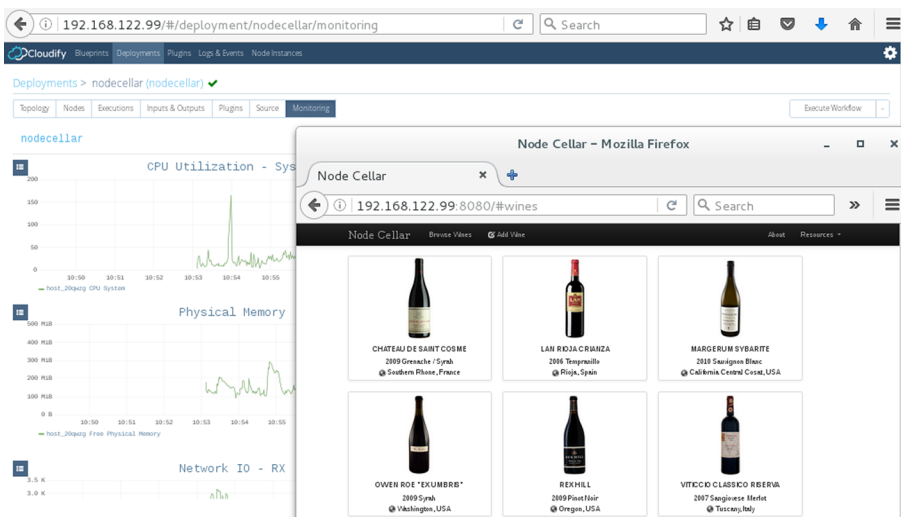 192.168.122.99/#/deployment/nodecellar/monitoring
Search
Cloudify Blueprints Deployments Plugins Logs & Events Node Instances
Deployments > nodecellar (nodecellar)
Topology Nodes Executions Inputs & Outputs Plugins Source Monitoring
Execute Workflow
nodecellar
CPU Utilization - Sys
200
150
100
50
0
10:50 10:51 10:52 10:53 10:54 10:55
host_20qwzg CPU System
Physical Memory
500 MiB
400 MiB
300 MiB
200 MiB
100 MiB
0 B
10:50 10:51 10:52 10:53 10:54 10:55
host_20qwzg Free Physical Memory
Network IO - RX
3.5 K
3.0 K
Node Cellar - Mozilla Firefox
Node Cellar
192.168.122.99:8080/#wines
Search
Node Cellar Browse Wines Add Wine About Resources
CHATEAU DE SAINT COSME
2009 Grenache / Syrah
Southern Rhone, France
LAN RIOJA CRIANZA
2006 Tempranillo
Rioja, Spain
MARGERUM SYBARITE
2010 Sauvignon Blanc
California Central Cosat, USA
OWEN ROE "EX UMBRIS"
2009 Syrah
Washington, USA
REX HILL
2009 Pinot Noir
Oregon, USA
VITICCIO CLASSICO RISERVA
2007 Sangiovese Merlot
Tuscany, Italy